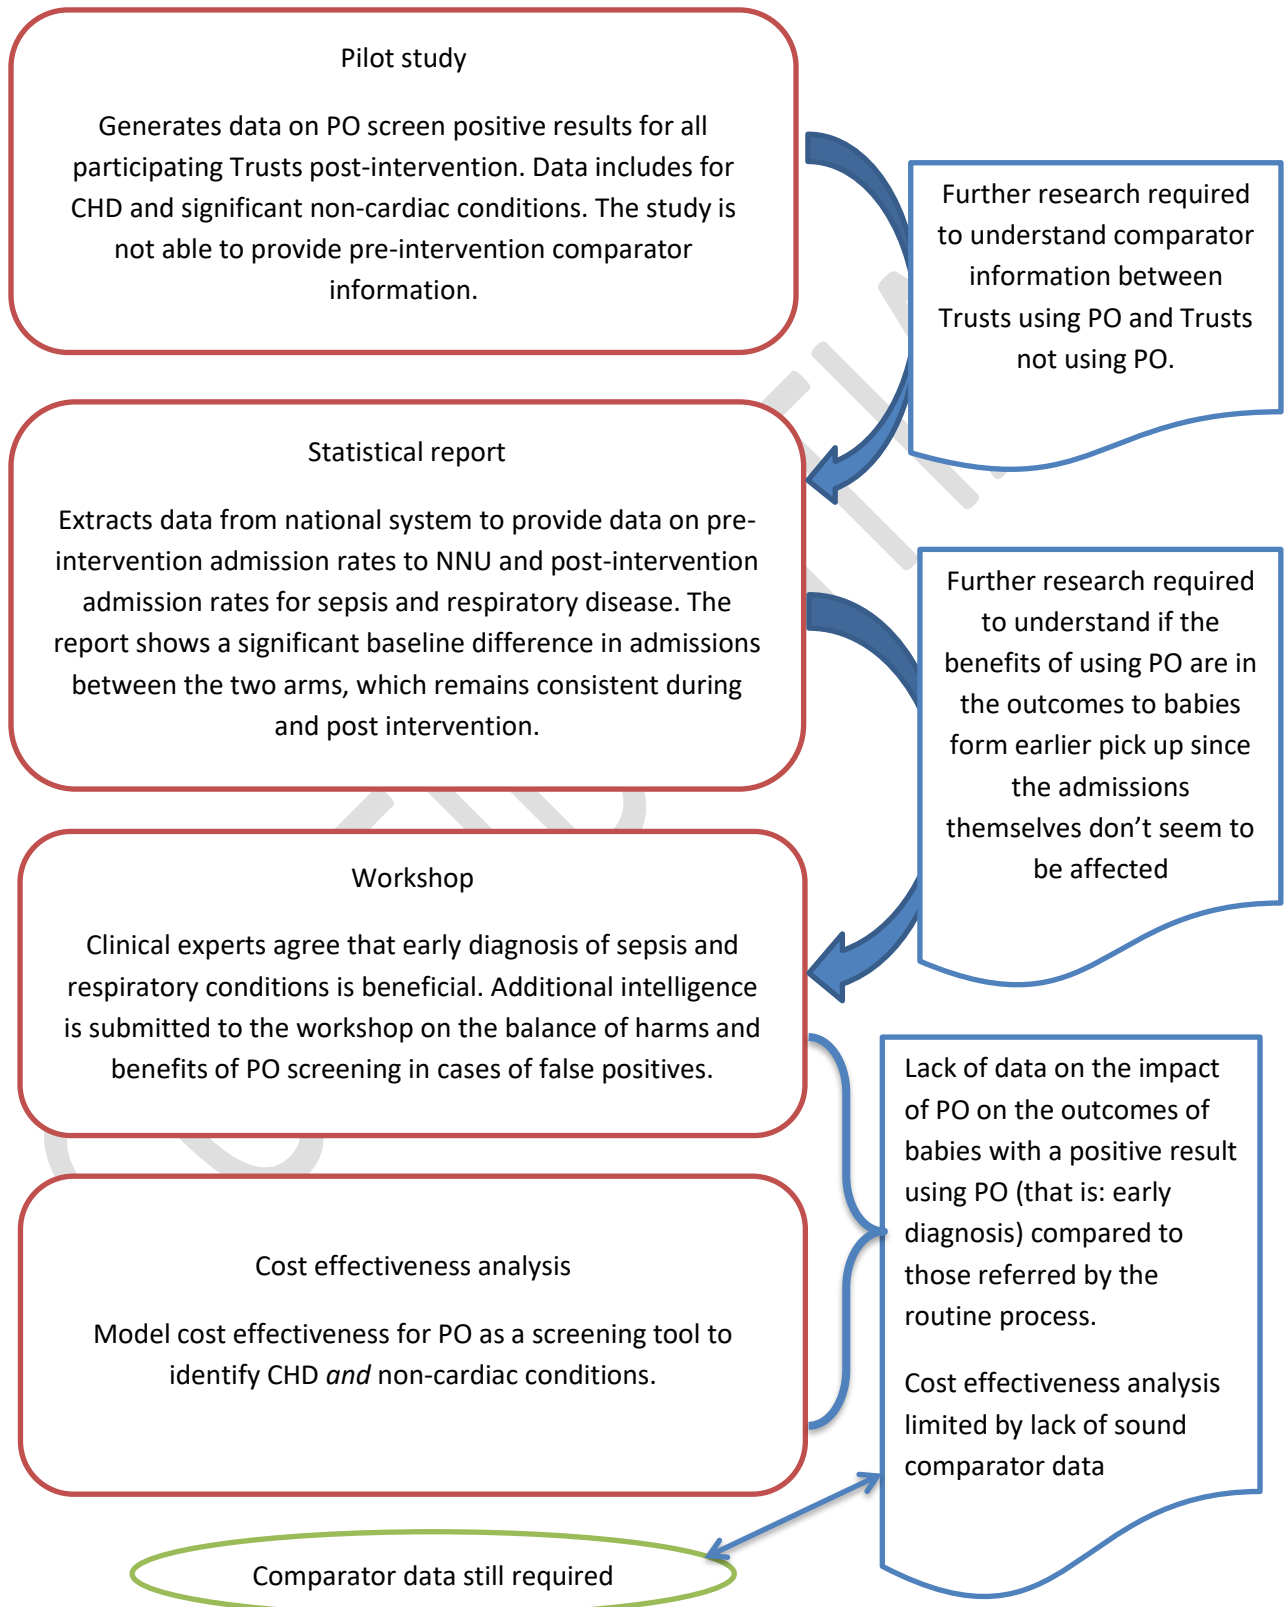 Pilot study
Generates data on PO screen positive results for all
participating Trusts post-intervention. Data includes for
CHD and significant non-cardiac conditions. The study is
not able to provide pre-intervention comparator
information.
Further research required
to understand comparator
information between
Trusts using PO and Trusts
not using PO.
Statistical report
Extracts data from national system to provide data on pre-
intervention admission rates to NNU and post-intervention
admission rates for sepsis and respiratory disease. The
report shows a significant baseline difference in admissions
between the two arms, which remains consistent during
and post intervention.
Further research required
to understand if the
benefits of using PO are in
the outcomes to babies
form earlier pick up since
the admissions
themselves don’t seem to
be affected
Workshop
Clinical experts agree that early diagnosis of sepsis and
respiratory conditions is beneficial. Additional intelligence
is submitted to the workshop on the balance of harms and
benefits of PO screening in cases of false positives.
Cost effectiveness analysis
Model cost effectiveness for PO as a screening tool to
identify CHD and non-cardiac conditions.
Lack of data on the impact
of PO on the outcomes of
babies with a positive result
using PO (that is: early
diagnosis) compared to
those referred by the
routine process.
Cost effectiveness analysis
limited by lack of sound
comparator data
Comparator data still required